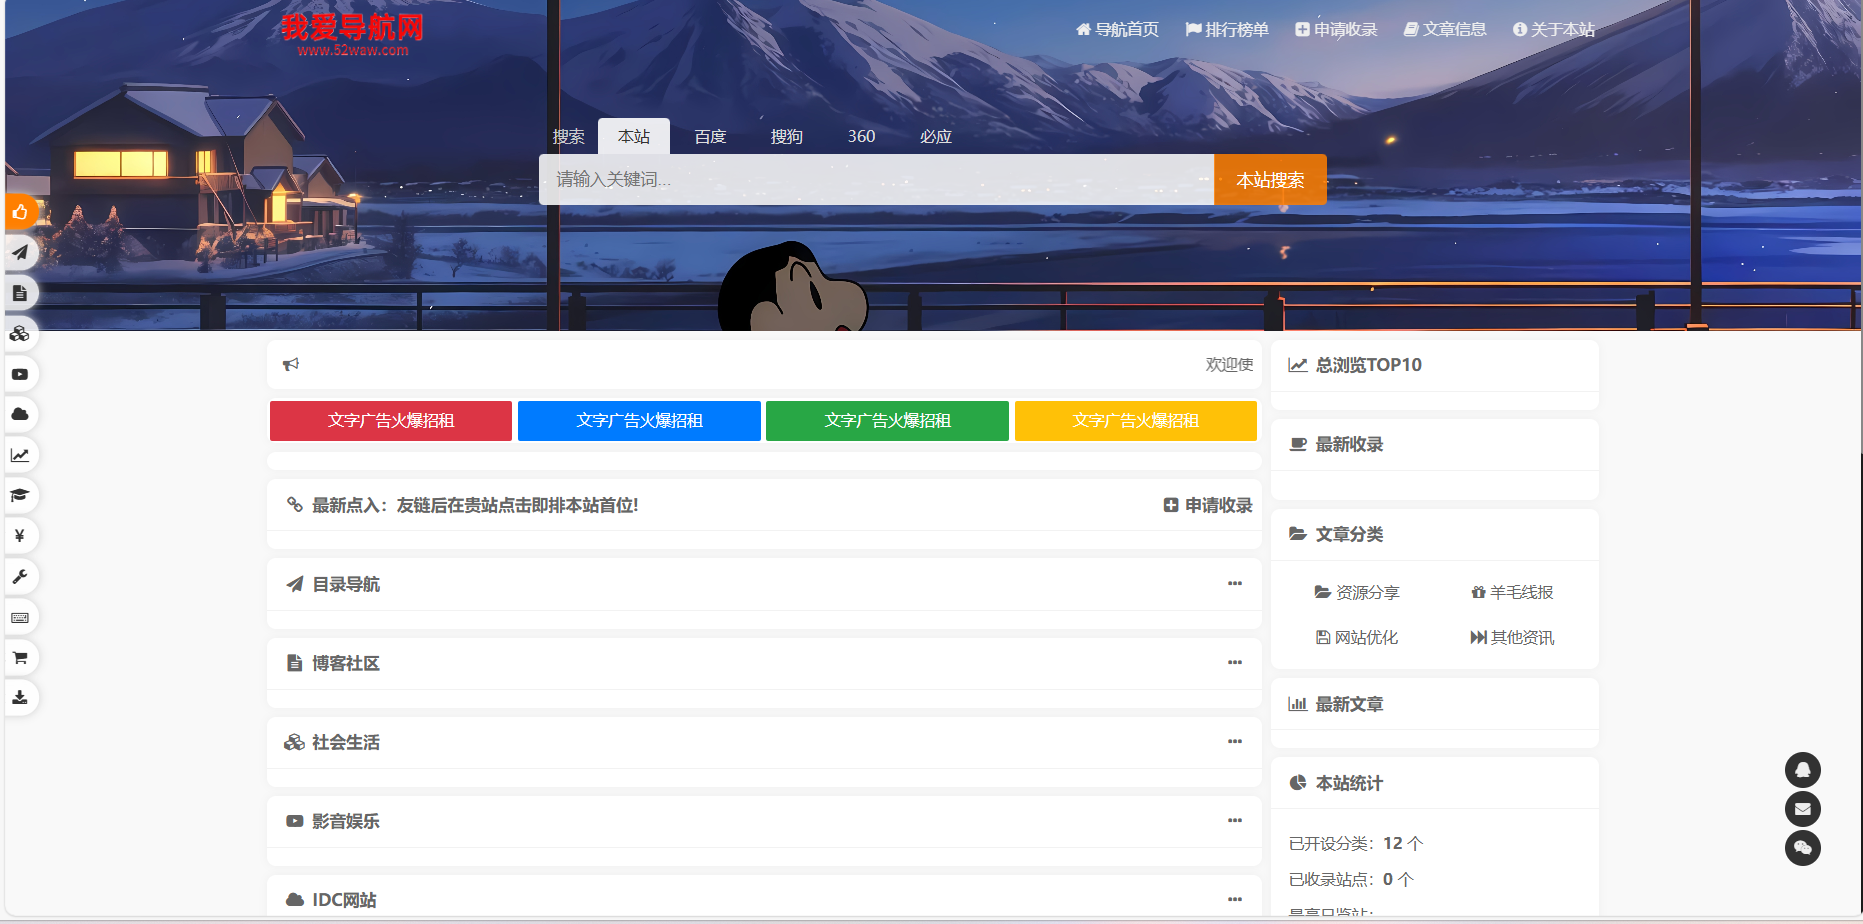 我爱导航网
www.52waw.com
导航首页 排行榜单 申请收录 文章信息 关于本站
搜索 本站 百度 搜狗 360 必应
请输入关键词... 本站搜索
欢迎使
文字广告火爆招租 文字广告火爆招租 文字广告火爆招租 文字广告火爆招租
最新点入：友链后在贵站点击即排本站首位! 申请收录
目录导航
博客社区
社会生活
影音娱乐
IDC网站
总浏览TOP10
最新收录
文章分类
资源分享 羊毛线报
网站优化 其他资讯
最新文章
本站统计
已开设分类：12 个
已收录站点：0 个